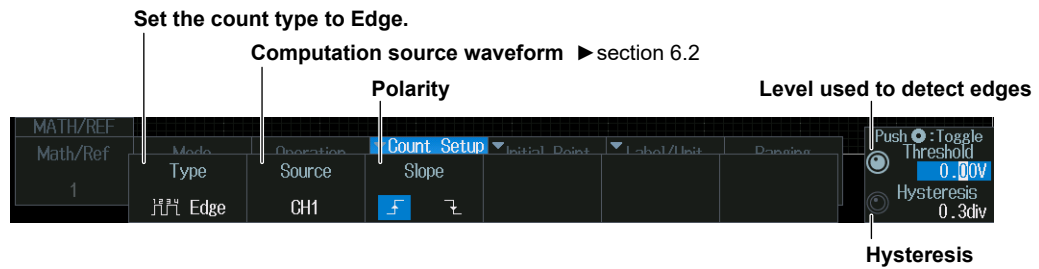 Set the count type to Edge.
Computation source waveform ►section 6.2
Polarity
Level used to detect edges
MATH/REF
Math/Ref
1
Mode
Operation
Count Setup
Initial Point
Label/Unit
Ranging
Type
Source
Slope
1234 Edge
CH1
Push :Toggle
Threshold
0.00V
Hysteresis
0.3div
Hysteresis